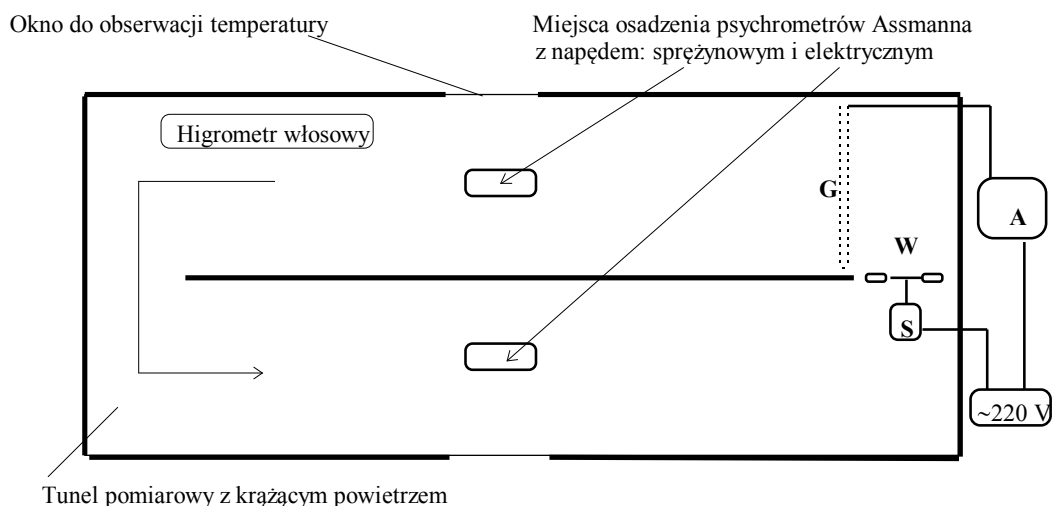 Okno do obserwacji temperatury
Miejsca osadzenia psychrometrów Assmanna
z napędem: sprężynowym i elektrycznym
Higrometr włosowy
G
A
W
S
~220 V
Tunel pomiarowy z krążącym powietrzem